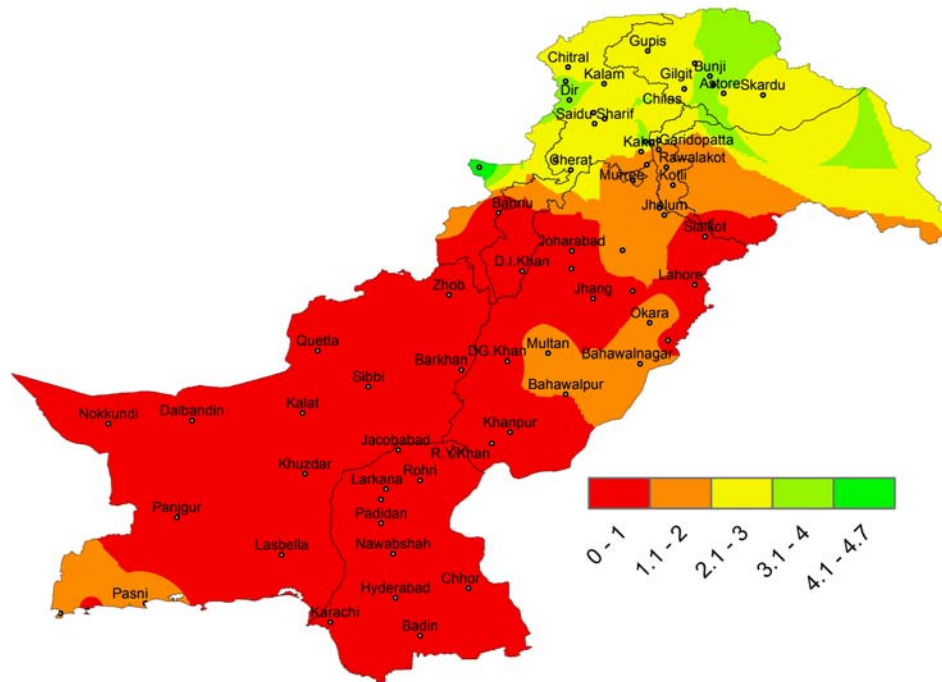 Gupis
Chitral
Bunji
Kalam
Gilgit
Astore
Skardu
Dir
Chilas
Saidu Sharif
Garidopatta
Kakul
Cherat
Rawalakot
Murree
Kotli
Bannu
Jhelum
Sialkot
Joharabad
D.I.Khan
Zhob
Lahore
Jhang
Okara
Quetta
Multan
Barkhan
DG.Khan
Bahawalnagar
Sibbi
Bahawalpur
Nokkundi
Dalbandin
Kalat
Khanpur
Jacobabad
R.Y.Khan
Khuzdar
Rohri
Larkana
Panjgur
Padidan
Lasbella
Nawabshah
Pasni
Hyderabad
Chhor
Karachi
Badin
0 - 1
1.1 - 2
2.1 - 3
3.1 - 4
4.1 - 4.7